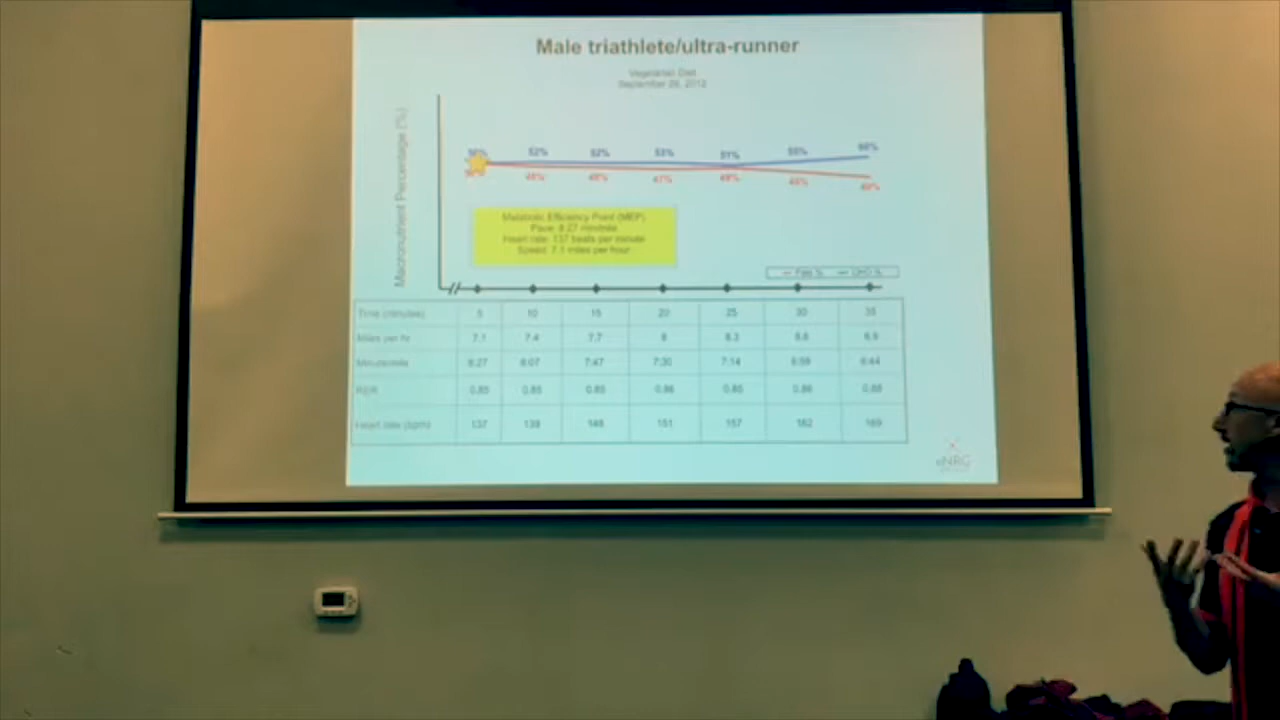 Male triathlete/ultra-runner
Vegetarian Diet
September 26, 2012
Macronutrient Percentage (%)
50% 52% 52% 53% 51% 55% 60%
48% 48% 47% 49% 45% 40%
Metabolic Efficiency Point (MEP)
Pace: 8:27 min/mile
Heart rate: 137 beats per minute
Speed: 7.1 miles per hour
Fats % CHO %
Time (minutes) 5 10 15 20 25 30 35
Miles per hr 7.1 7.4 7.7 8 8.3 8.6 8.9
Minute/mile 8:27 8:07 7:47 7:30 7:14 6:59 6:44
RER 0.85 0.85 0.85 0.86 0.85 0.86 0.88
Heart rate (bpm) 137 139 148 151 157 162 169
eNRG